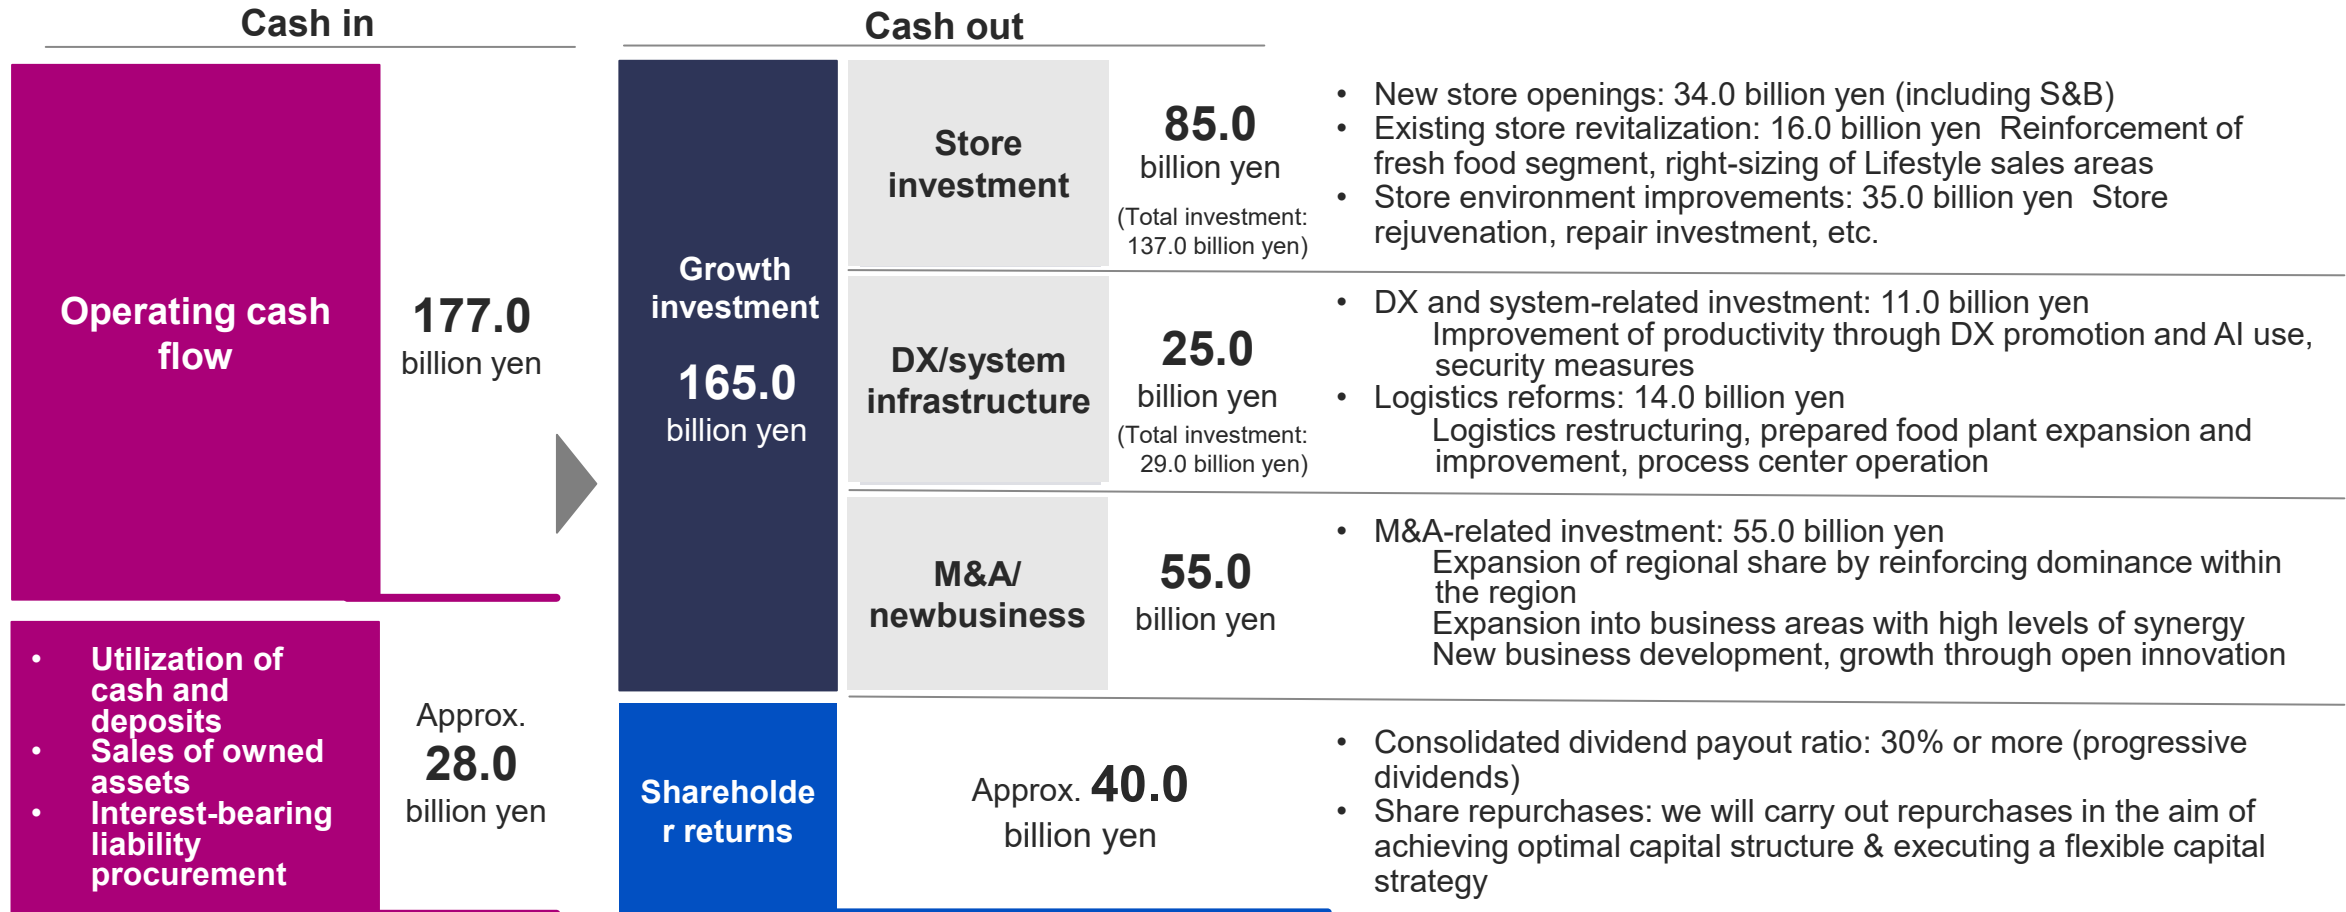 Cash in
Cash out
Operating cash
flow
177.0
billion yen
• Utilization of
cash and
deposits
• Sales of owned
assets
• Interest-bearing
liability
procurement
Approx.
28.0
billion yen
Growth
investment
165.0
billion yen
Store
investment
85.0
billion yen
(Total investment:
137.0 billion yen)
• New store openings: 34.0 billion yen (including S&B)
• Existing store revitalization: 16.0 billion yen  Reinforcement of
fresh food segment, right-sizing of Lifestyle sales areas
• Store environment improvements: 35.0 billion yen  Store
rejuvenation, repair investment, etc.
DX/system
infrastructure
25.0
billion yen
(Total investment:
29.0 billion yen)
• DX and system-related investment: 11.0 billion yen
Improvement of productivity through DX promotion and AI use,
security measures
• Logistics reforms: 14.0 billion yen
Logistics restructuring, prepared food plant expansion and
improvement, process center operation
M&A/
newbusiness
55.0
billion yen
• M&A-related investment: 55.0 billion yen
Expansion of regional share by reinforcing dominance within
the region
Expansion into business areas with high levels of synergy
New business development, growth through open innovation
Shareholde
r returns
Approx. 40.0
billion yen
• Consolidated dividend payout ratio: 30% or more (progressive
dividends)
• Share repurchases: we will carry out repurchases in the aim of
achieving optimal capital structure & executing a flexible capital
strategy